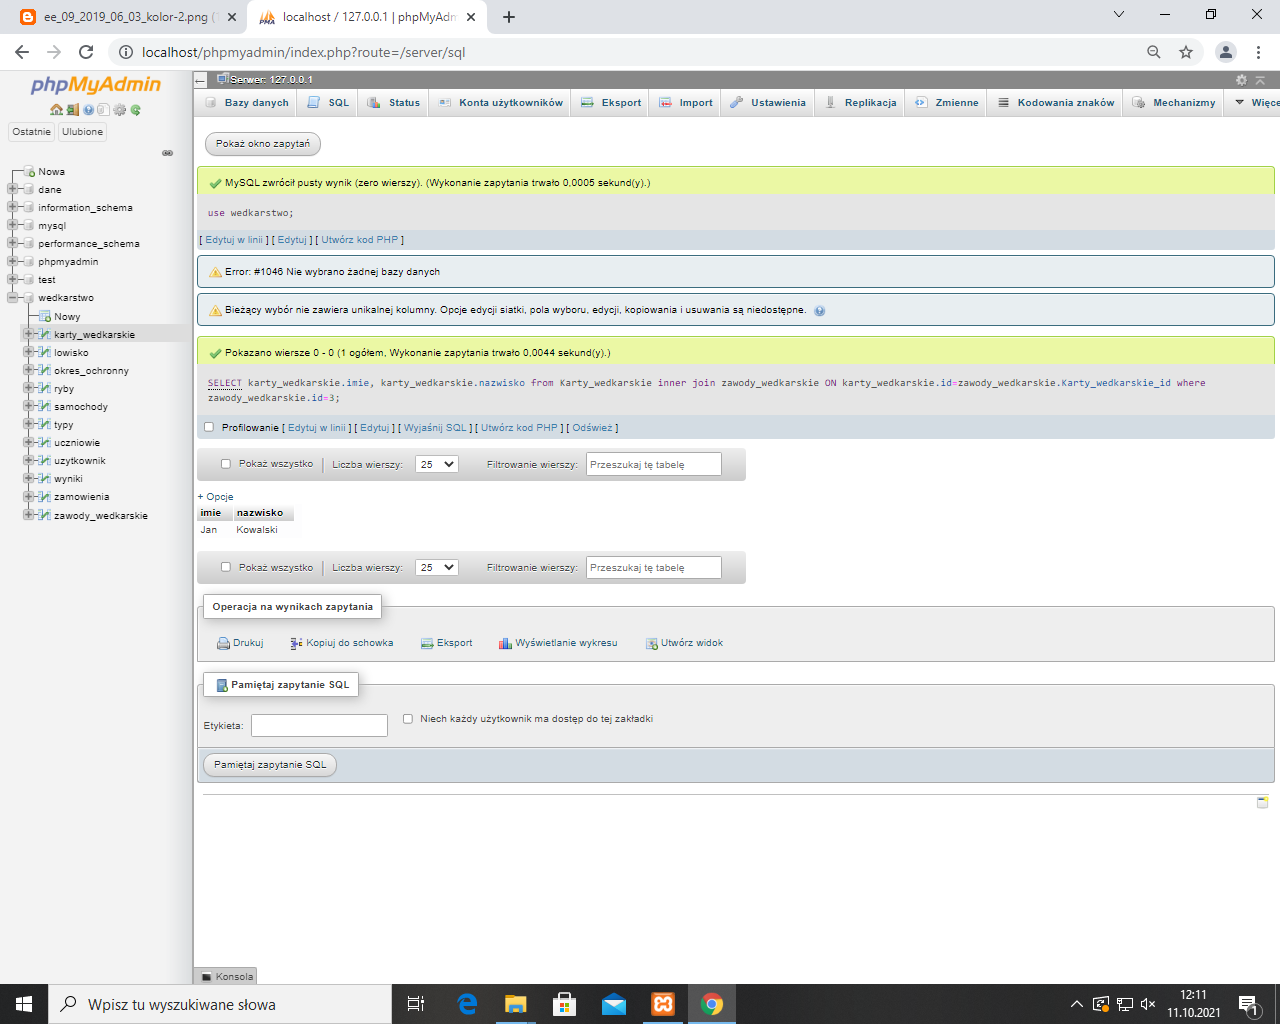 ee_09_2019_06_03_kolor-2.png (1
localhost / 127.0.0.1 | phpMyAdm
localhost/phpmyadmin/index.php?route=/server/sql
phpMyAdmin
Ostatnie Ulubione
Nowa
dane
information_schema
mysql
performance_schema
phpmyadmin
test
wedkarstwo
Nowy
karty_wedkarskie
lowisko
okres_ochronny
ryby
samochody
typy
uczniowie
uzytkownik
wyniki
zamowienia
zawody_wedkarskie
Serwer: 127.0.0.1
Bazy danych SQL Status Konta użytkowników Eksport Import Ustawienia Replikacja Zmienne Kodowania znaków Mechanizmy Więce
Pokaż okno zapytań
MySQL zwrócił pusty wynik (zero wierszy). (Wykonanie zapytania trwało 0,0005 sekund(y).)
use wedkarstwo;
[ Edytuj w linii ] [ Edytuj ] [ Utwórz kod PHP ]
Error: #1046 Nie wybrano żadnej bazy danych
Bieżący wybór nie zawiera unikalnej kolumny. Opcje edycji siatki, pola wyboru, edycji, kopiowania i usuwania są niedostępne.
Pokazano wiersze 0 - 0 (1 ogółem, Wykonanie zapytania trwało 0,0044 sekund(y).)
SELECT karty_wedkarskie.imie, karty_wedkarskie.nazwisko from Karty_wedkarskie inner join zawody_wedkarskie ON karty_wedkarskie.id=zawody_wedkarskie.Karty_wedkarskie_id where
zawody_wedkarskie.id=3;
Profilowanie [ Edytuj w linii ] [ Edytuj ] [ Wyjaśnij SQL ] [ Utwórz kod PHP ] [ Odśwież ]
Pokaż wszystko Liczba wierszy: 25 Filtrowanie wierszy: Przeszukaj tę tabelę
+ Opcje
imie nazwisko
Jan Kowalski
Pokaż wszystko Liczba wierszy: 25 Filtrowanie wierszy: Przeszukaj tę tabelę
Operacja na wynikach zapytania
Drukuj Kopiuj do schowka Eksport Wyświetlanie wykresu Utwórz widok
Pamiętaj zapytanie SQL
Etykieta: Niech każdy użytkownik ma dostęp do tej zakładki
Pamiętaj zapytanie SQL
Konsola
Wpisz tu wyszukiwane słowa
12:11
11.10.2021
1